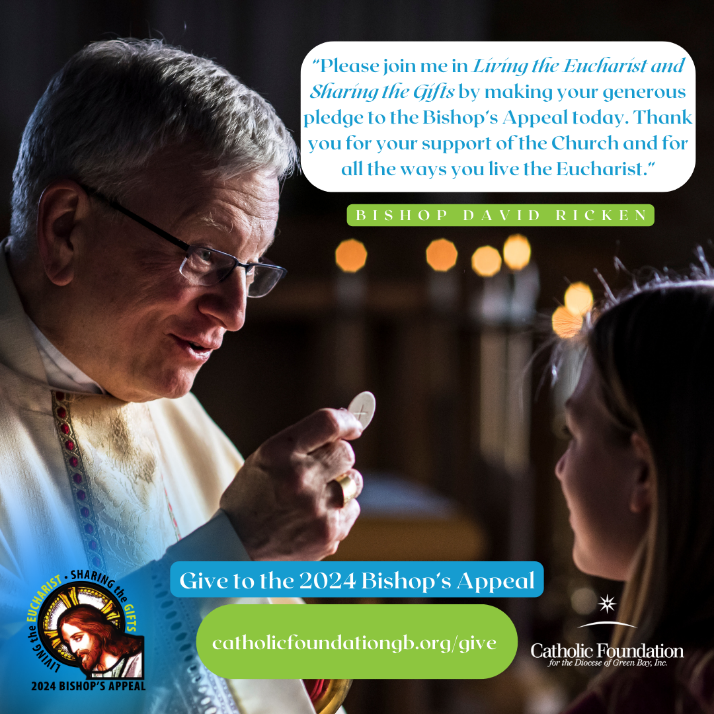 "Please join me in Living the Eucharist and
Sharing the Gifts by making your generous
pledge to the Bishop's Appeal today. Thank
you for your support of the Church and for
all the ways you live the Eucharist."
BISHOP DAVID RICKEN
Give to the 2024 Bishop's Appeal
catholicfoundationgb.org/give
LIVING the EUCHARIST • SHARING the GIFTS
2024 BISHOP'S APPEAL
Catholic Foundation
for the Diocese of Green Bay, Inc.